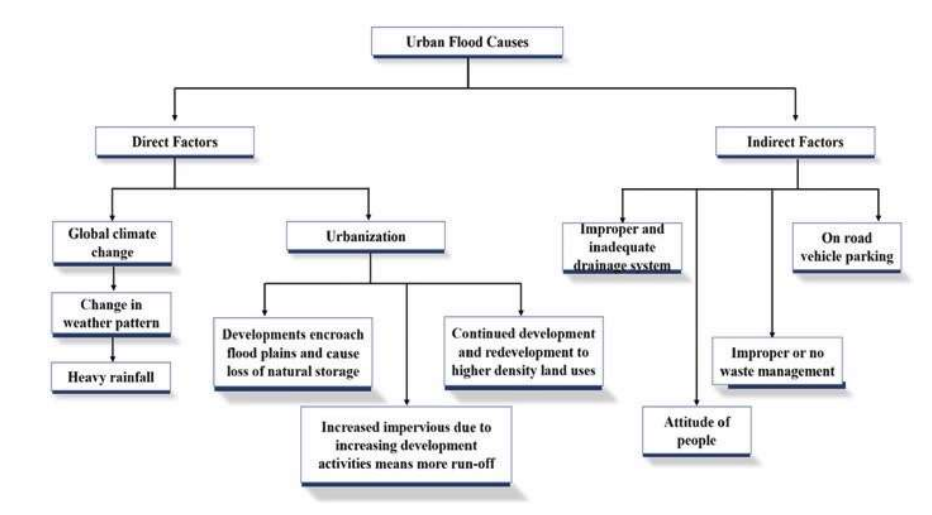 Urban Flood Causes
Direct Factors
Indirect Factors
Global climate
change
Urbanization
Improper and
inadequate
drainage system
On road
vehicle parking
Change in
weather pattern
Developments encroach
flood plains and cause
loss of natural storage
Continued development
and redevelopment to
higher density land uses
Heavy rainfall
Improper or no
waste management
Increased impervious due to
increasing development
activities means more run-off
Attitude of
people